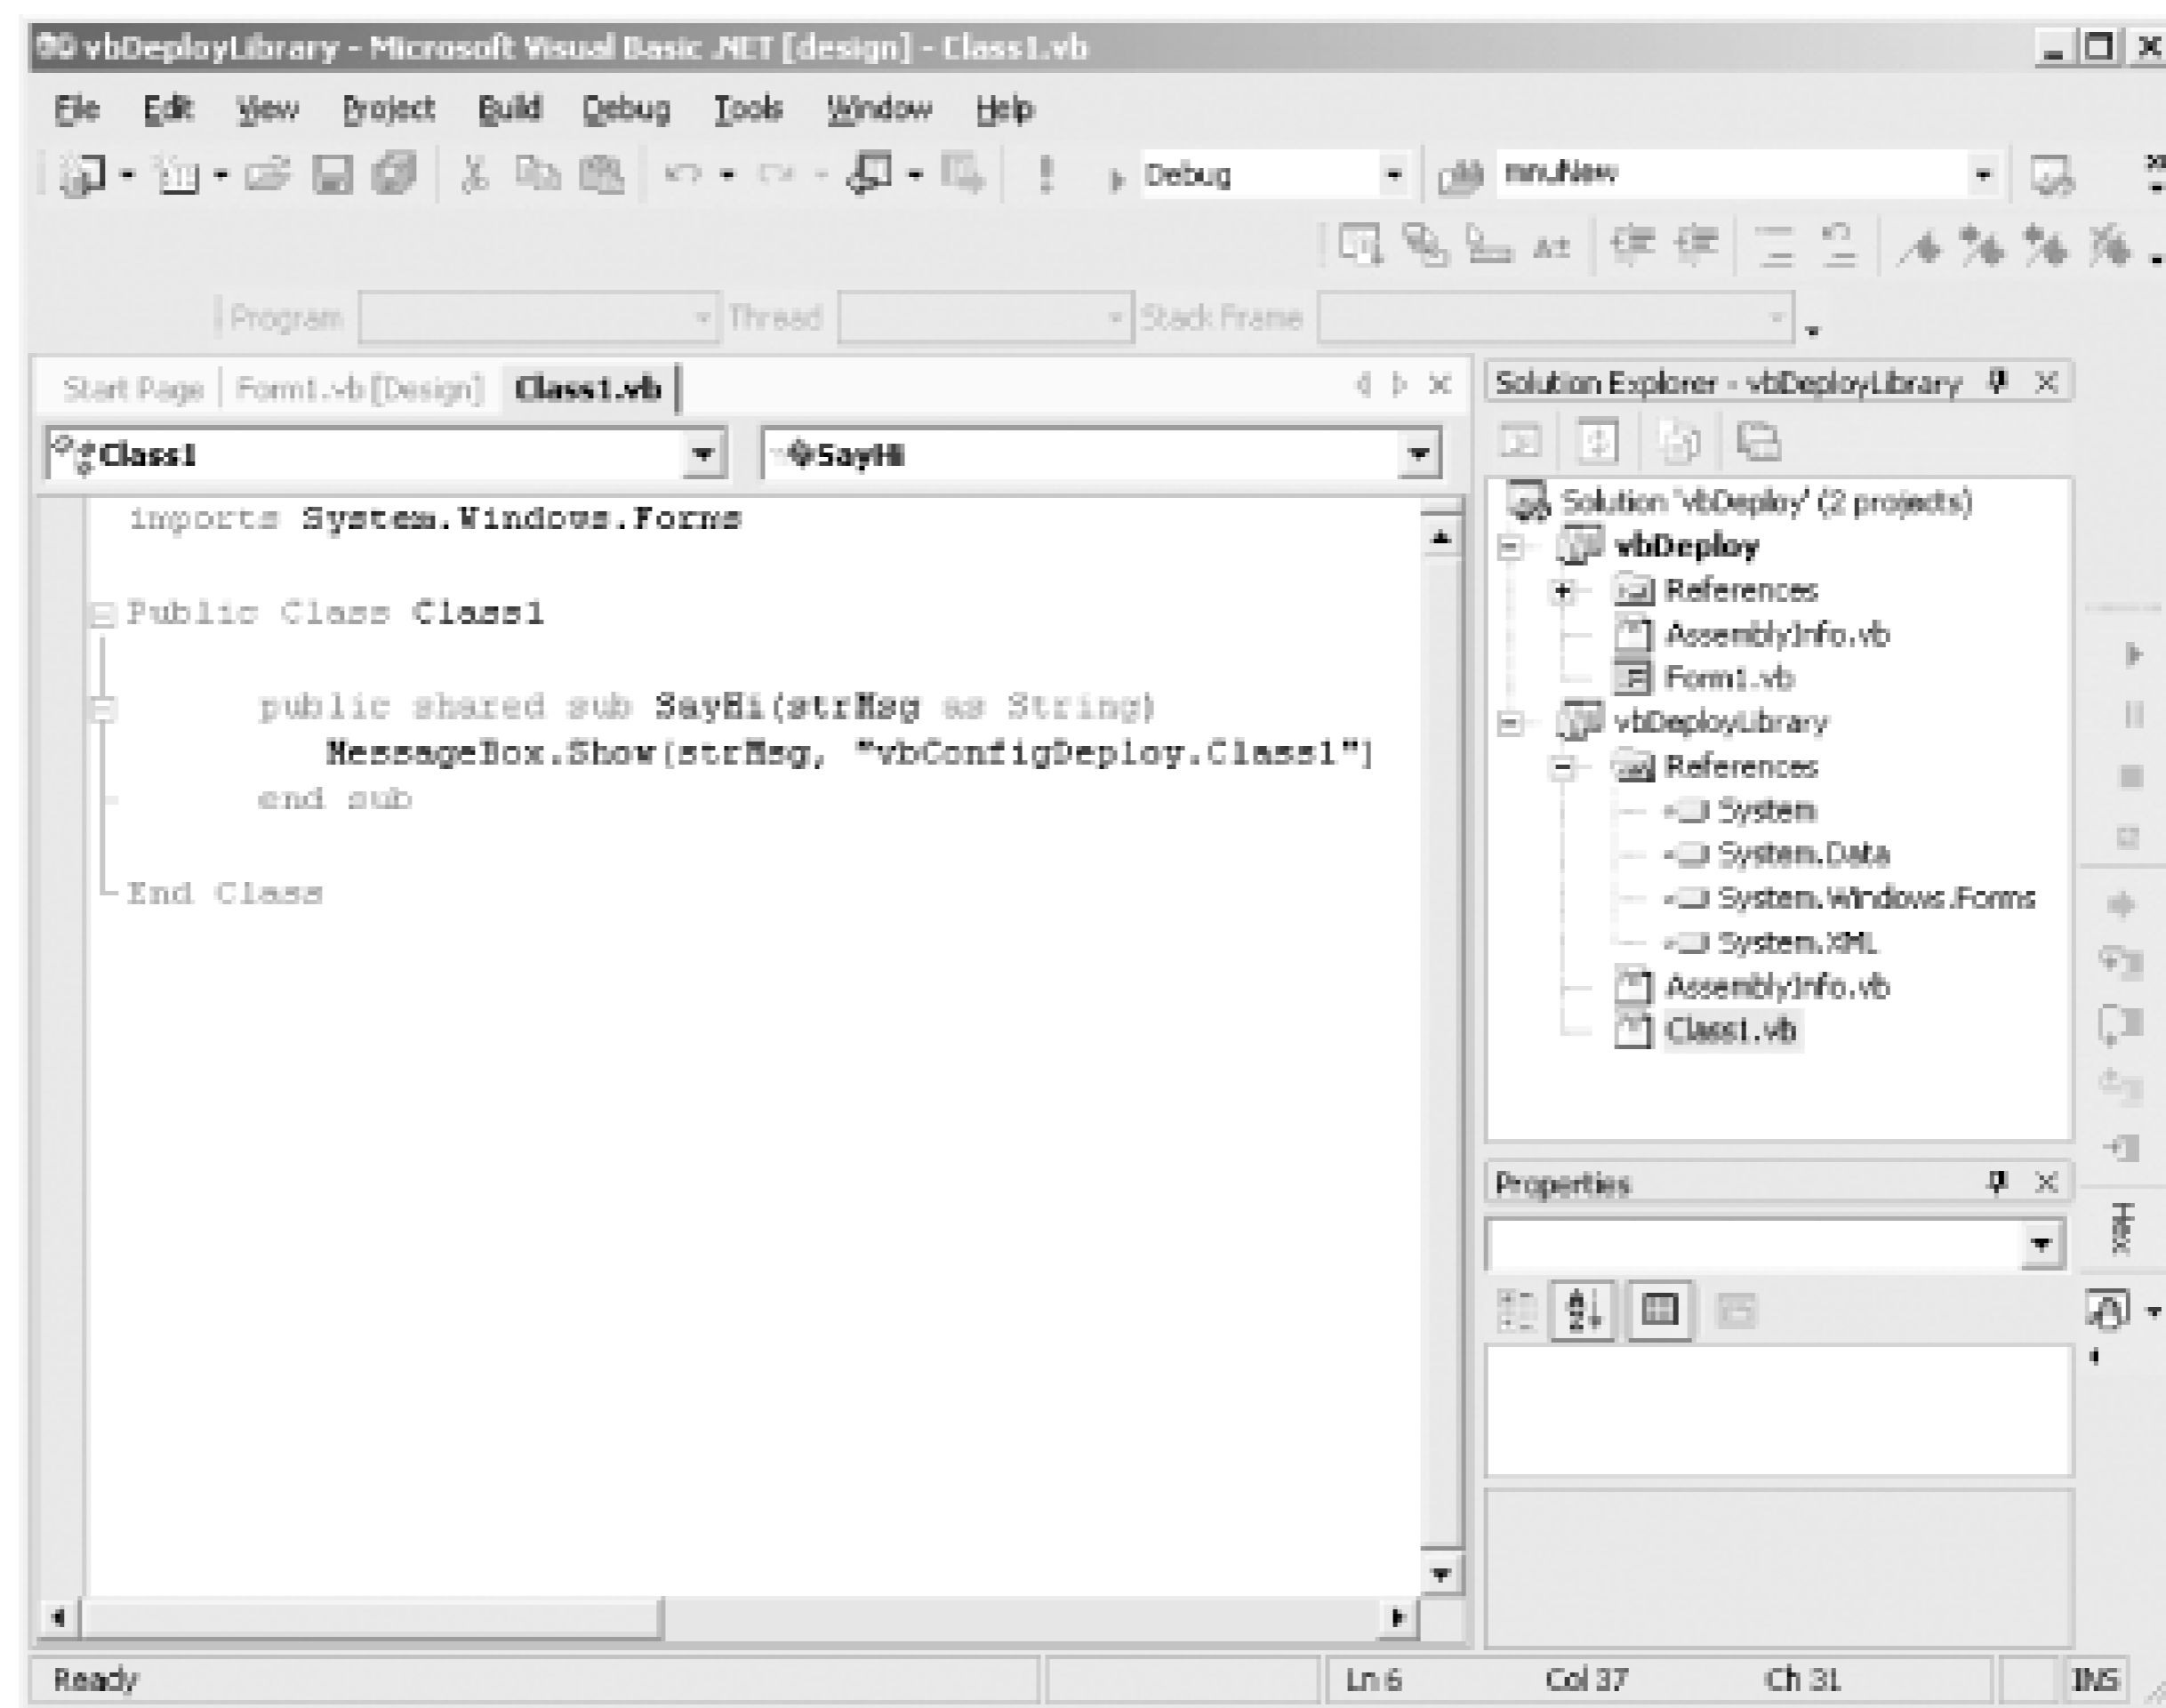 vbDeployLibrary - Microsoft Visual Basic .NET [design] - Class1.vb
File Edit View Project Build Debug Tools Window Help
Debug mnuNew
Program Thread Stack Frame
Start Page Form1.vb [Design] Class1.vb
Class1 SayHi
imports System.Windows.Forms
Public Class Class1
public shared sub SayHi(strMsg as String)
MessageBox.Show(strMsg, "vbConfigDeploy.Class1")
end sub
End Class
Solution Explorer - vbDeployLibrary
Solution 'vbDeploy' (2 projects)
vbDeploy
References
AssemblyInfo.vb
Form1.vb
vbDeployLibrary
References
System
System.Data
System.Windows.Forms
System.XML
AssemblyInfo.vb
Class1.vb
Properties
Hex
Ready Ln 6 Col 37 Ch 31 INS